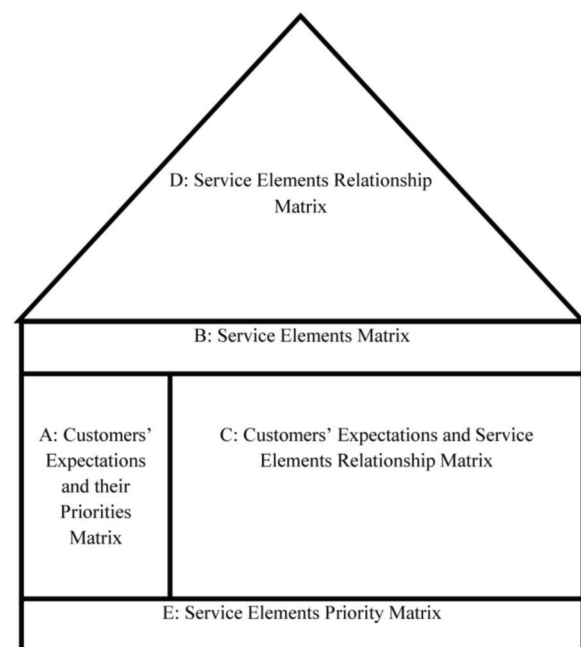 D: Service Elements Relationship
Matrix
B: Service Elements Matrix
A: Customers’
Expectations
and their
Priorities
Matrix
C: Customers’ Expectations and Service
Elements Relationship Matrix
E: Service Elements Priority Matrix